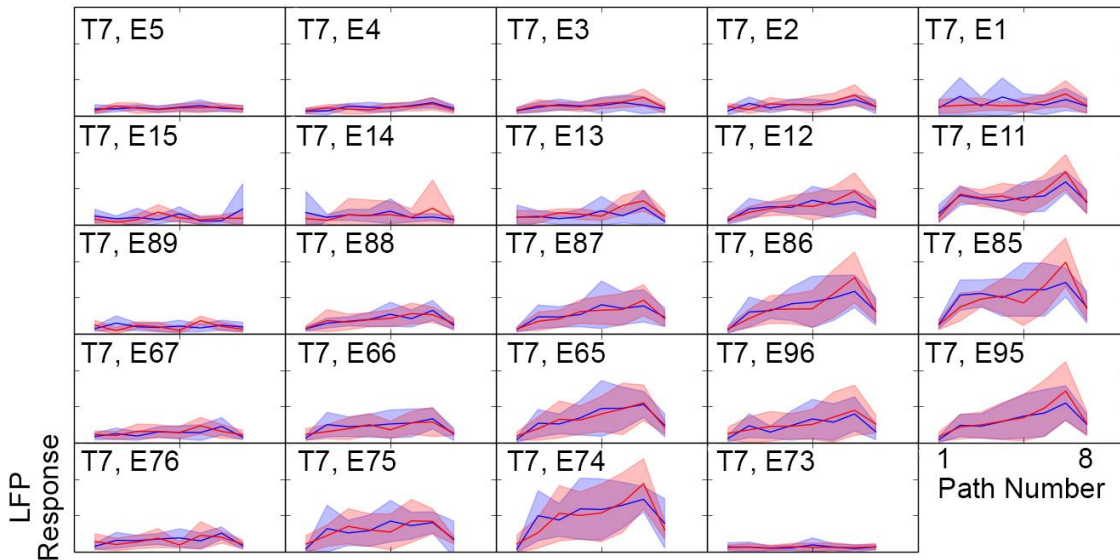 T7, E5
T7, E4
T7, E3
T7, E2
T7, E1
T7, E15
T7, E14
T7, E13
T7, E12
T7, E11
T7, E89
T7, E88
T7, E87
T7, E86
T7, E85
T7, E67
T7, E66
T7, E65
T7, E96
T7, E95
T7, E76
T7, E75
T7, E74
T7, E73
1 8
Path Number
LFP
Response